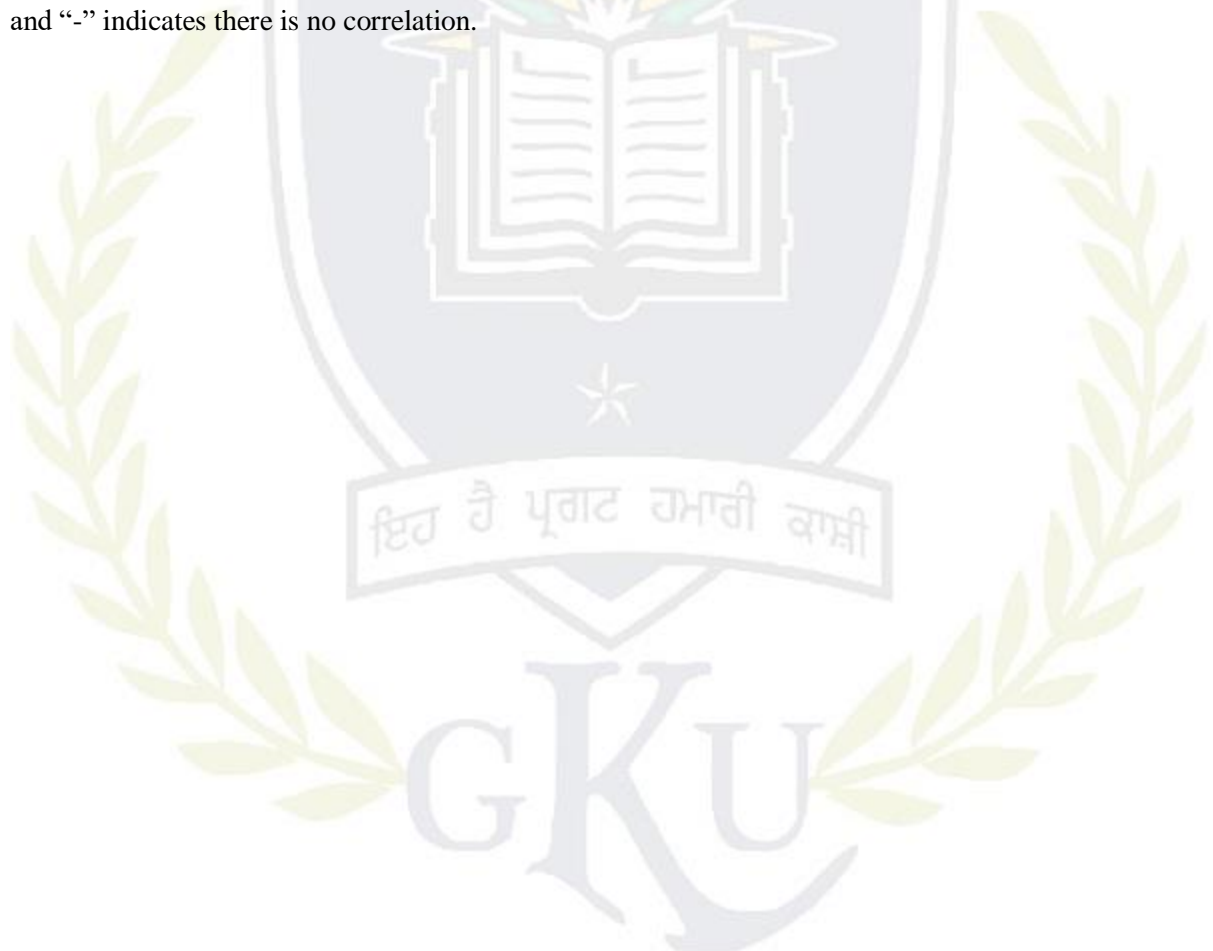 and “-” indicates there is no correlation.
ਇਹ ਹੈ ਪ੍ਰਗਟ ਹਮਾਰੀ ਕਾਸ਼ੀ
GKU